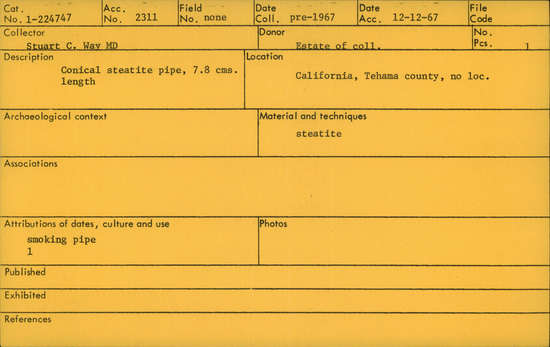 Cat. No. 1-224747 Acc. No. 2311 Field No. none Date Coll. pre-1967 Date Acc. 12-12-67 File Code
Collector Donor No. Pcs. 1
Stuart C. Way MD Estate of coll.
Description Location
Conical steatite pipe, 7.8 cms. California, Tehama county, no loc.
length
Archaeological context Material and techniques
steatite
Associations
Attributions of dates, culture and use Photos
smoking pipe
1
Published
Exhibited
References